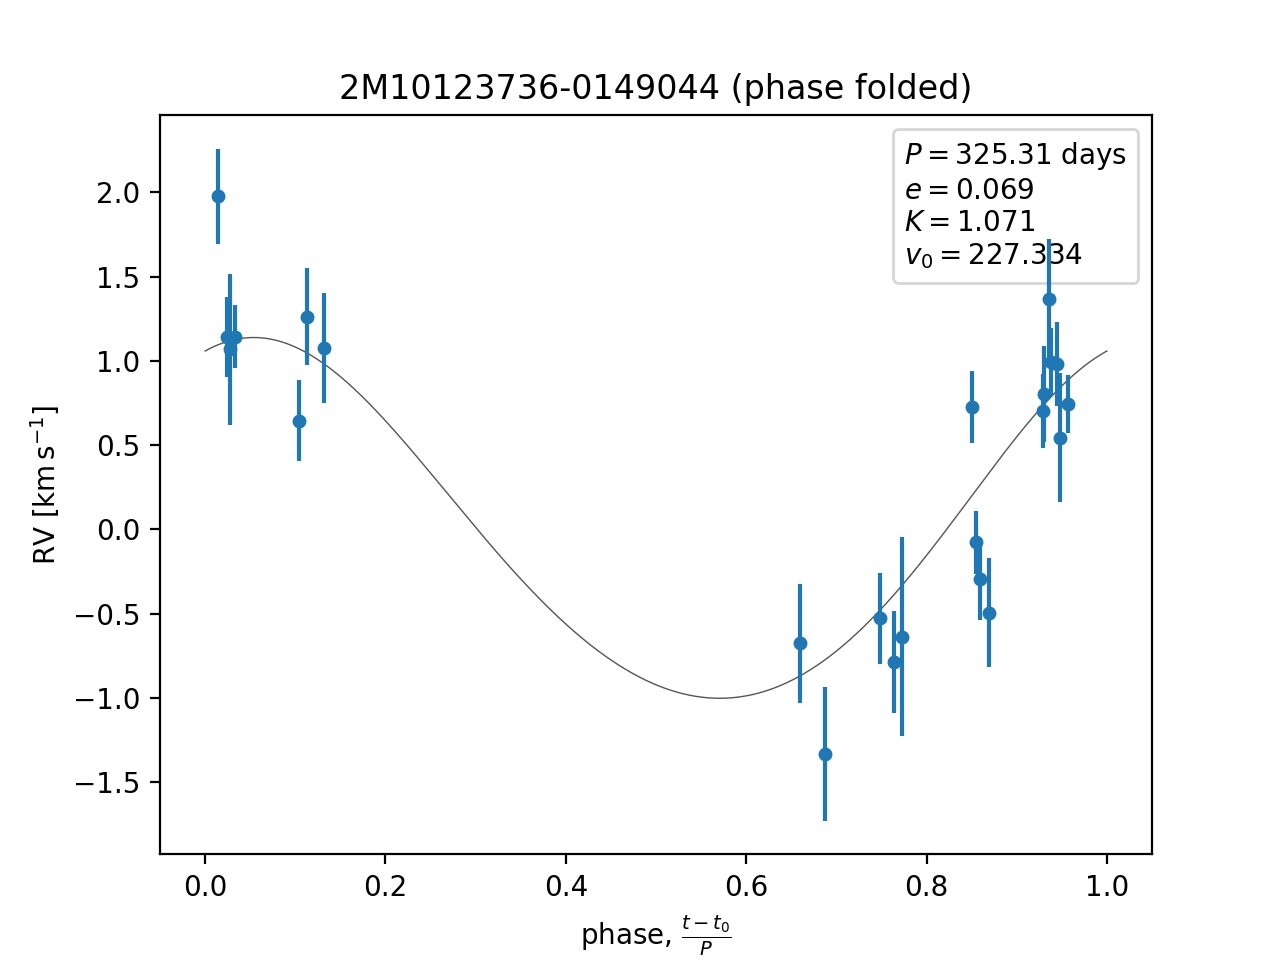 2M10123736-0149044 (phase folded)
P = 325.31 days
e = 0.069
K = 1.071
v₀ = 227.334
RV [km s⁻¹]
2.0
1.5
1.0
0.5
0.0
−0.5
−1.0
−1.5
0.0 0.2 0.4 0.6 0.8 1.0
phase, (t − t₀)/P